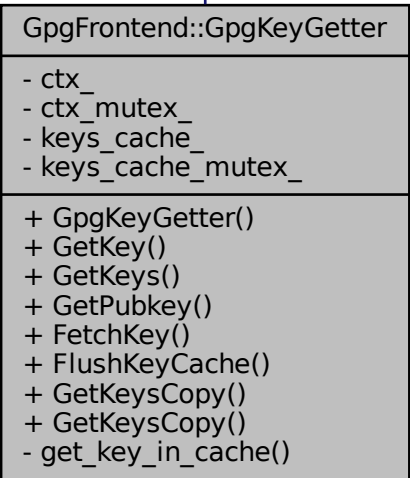 GpgFrontend::GpgKeyGetter
- ctx_
- ctx_mutex_
- keys_cache_
- keys_cache_mutex_
+ GpgKeyGetter()
+ GetKey()
+ GetKeys()
+ GetPubkey()
+ FetchKey()
+ FlushKeyCache()
+ GetKeysCopy()
+ GetKeysCopy()
- get_key_in_cache()